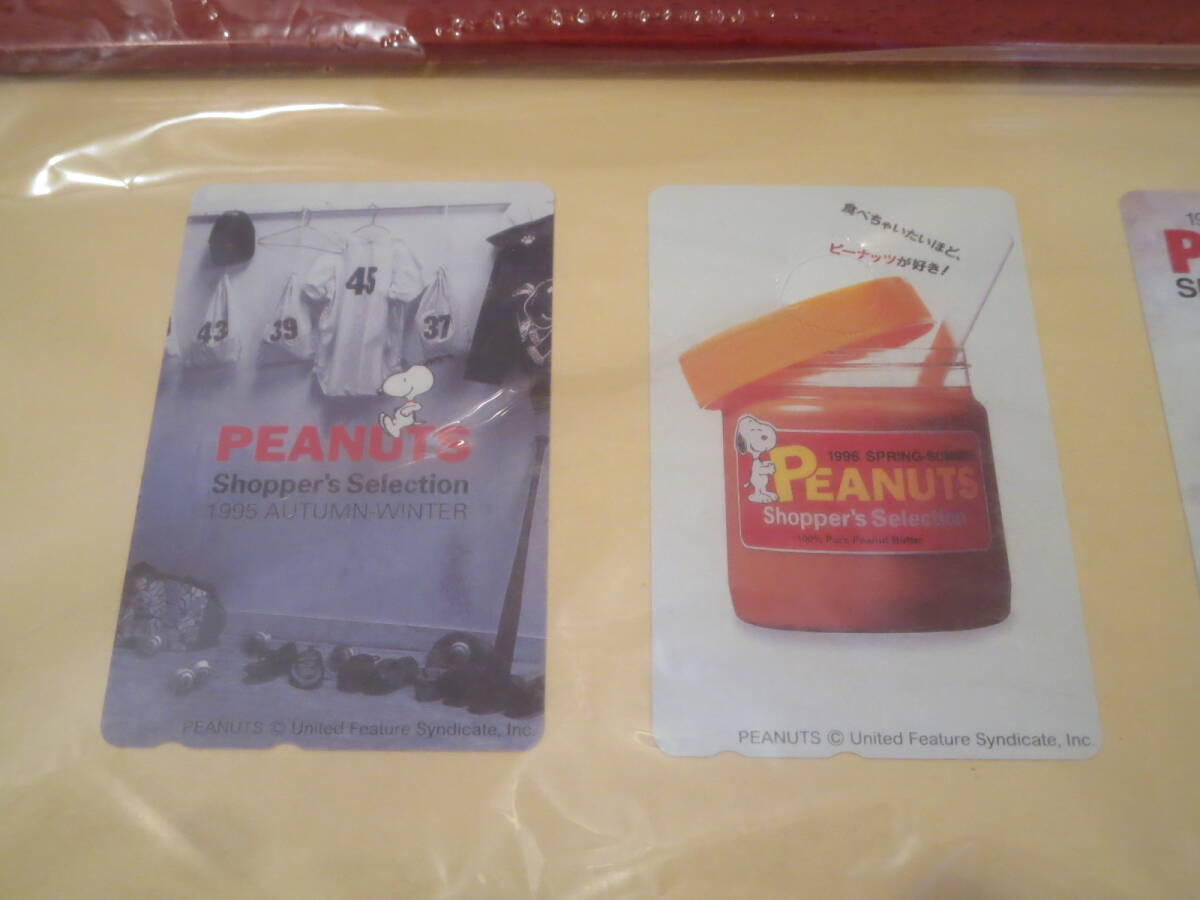 45
43
39
37
PEANUTS
Shopper's Selection
1995 AUTUMN-WINTER
PEANUTS © United Feature Syndicate, Inc.
食べちゃいたいほど、
ピーナッツが好き!
1996 SPRING-SUMMER
PEANUTS
Shopper's Selection
100% Pure Peanut Butter
PEANUTS © United Feature Syndicate, Inc.